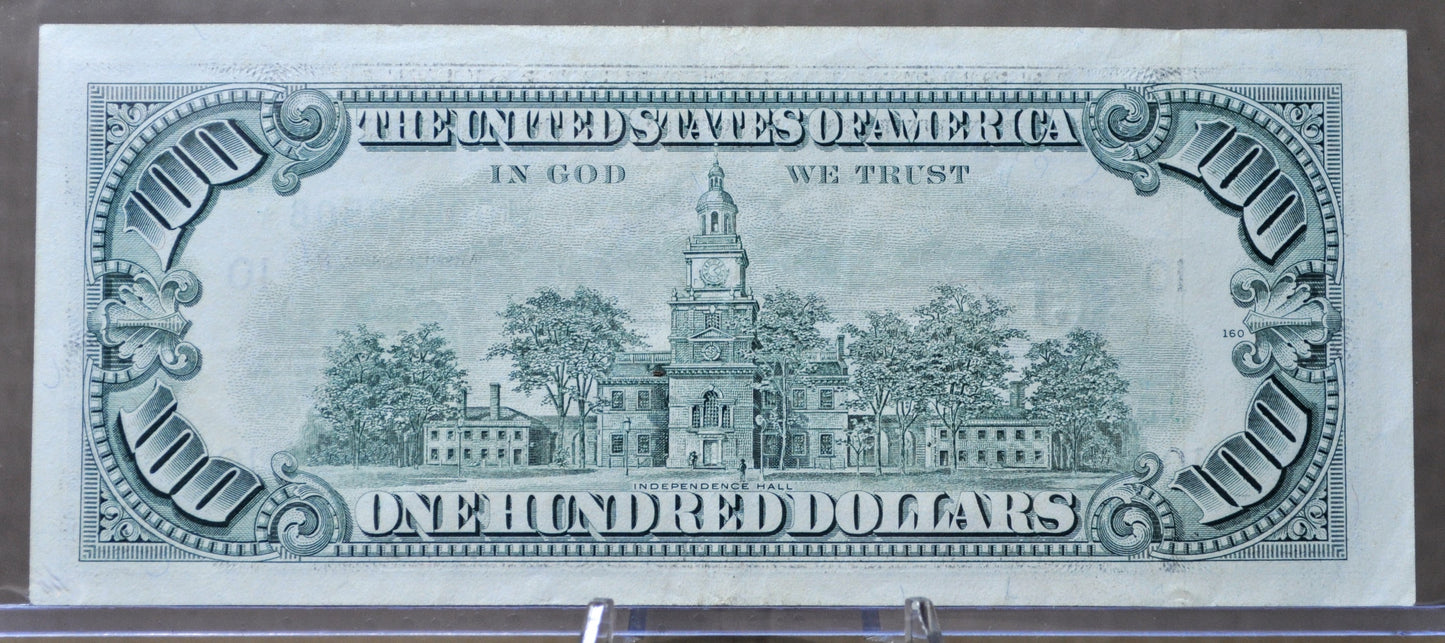 THE UNITED STATES OF AMERICA
100 100
IN GOD WE TRUST
160
100 100
INDEPENDENCE HALL
ONE HUNDRED DOLLARS